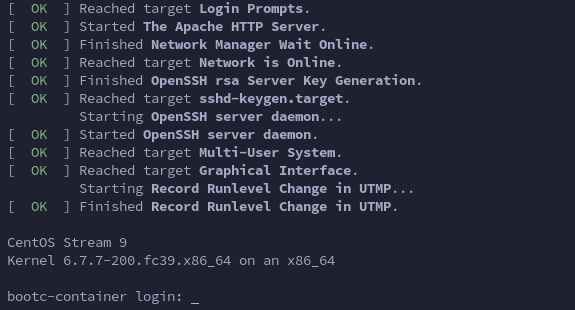 [  OK  ] Reached target Login Prompts.
[  OK  ] Started The Apache HTTP Server.
[  OK  ] Finished Network Manager Wait Online.
[  OK  ] Reached target Network is Online.
[  OK  ] Finished OpenSSH rsa Server Key Generation.
[  OK  ] Reached target sshd-keygen.target.
         Starting OpenSSH server daemon...
[  OK  ] Started OpenSSH server daemon.
[  OK  ] Reached target Multi-User System.
[  OK  ] Reached target Graphical Interface.
         Starting Record Runlevel Change in UTMP...
[  OK  ] Finished Record Runlevel Change in UTMP.
CentOS Stream 9
Kernel 6.7.7-200.fc39.x86_64 on an x86_64
bootc-container login: _